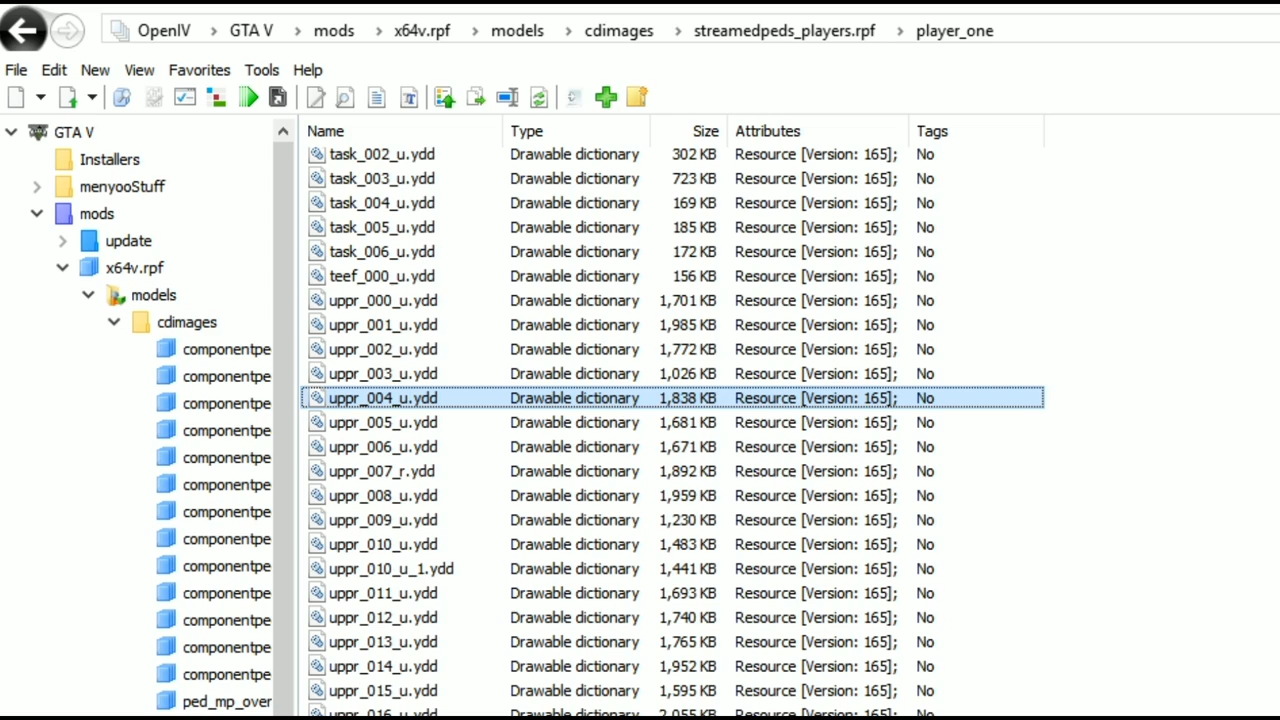 OpenIV > GTA V > mods > x64v.rpf > models > cdimages > streamedpeds_players.rpf > player_one
File Edit New View Favorites Tools Help
GTA V
Installers
menyooStuff
mods
update
x64v.rpf
models
cdimages
componentpe
componentpe
componentpe
componentpe
componentpe
componentpe
componentpe
componentpe
componentpe
componentpe
componentpe
componentpe
componentpe
ped_mp_over
Name Type Size Attributes Tags
task_002_u.ydd Drawable dictionary 302 KB Resource [Version: 165]; No
task_003_u.ydd Drawable dictionary 723 KB Resource [Version: 165]; No
task_004_u.ydd Drawable dictionary 169 KB Resource [Version: 165]; No
task_005_u.ydd Drawable dictionary 185 KB Resource [Version: 165]; No
task_006_u.ydd Drawable dictionary 172 KB Resource [Version: 165]; No
teef_000_u.ydd Drawable dictionary 156 KB Resource [Version: 165]; No
uppr_000_u.ydd Drawable dictionary 1,701 KB Resource [Version: 165]; No
uppr_001_u.ydd Drawable dictionary 1,985 KB Resource [Version: 165]; No
uppr_002_u.ydd Drawable dictionary 1,772 KB Resource [Version: 165]; No
uppr_003_u.ydd Drawable dictionary 1,026 KB Resource [Version: 165]; No
uppr_004_u.ydd Drawable dictionary 1,838 KB Resource [Version: 165]; No
uppr_005_u.ydd Drawable dictionary 1,681 KB Resource [Version: 165]; No
uppr_006_u.ydd Drawable dictionary 1,671 KB Resource [Version: 165]; No
uppr_007_r.ydd Drawable dictionary 1,892 KB Resource [Version: 165]; No
uppr_008_u.ydd Drawable dictionary 1,959 KB Resource [Version: 165]; No
uppr_009_u.ydd Drawable dictionary 1,230 KB Resource [Version: 165]; No
uppr_010_u.ydd Drawable dictionary 1,483 KB Resource [Version: 165]; No
uppr_010_u_1.ydd Drawable dictionary 1,441 KB Resource [Version: 165]; No
uppr_011_u.ydd Drawable dictionary 1,693 KB Resource [Version: 165]; No
uppr_012_u.ydd Drawable dictionary 1,740 KB Resource [Version: 165]; No
uppr_013_u.ydd Drawable dictionary 1,765 KB Resource [Version: 165]; No
uppr_014_u.ydd Drawable dictionary 1,952 KB Resource [Version: 165]; No
uppr_015_u.ydd Drawable dictionary 1,595 KB Resource [Version: 165]; No
uppr_016_u.ydd Drawable dictionary 2,055 KB Resource [Version: 165]; No